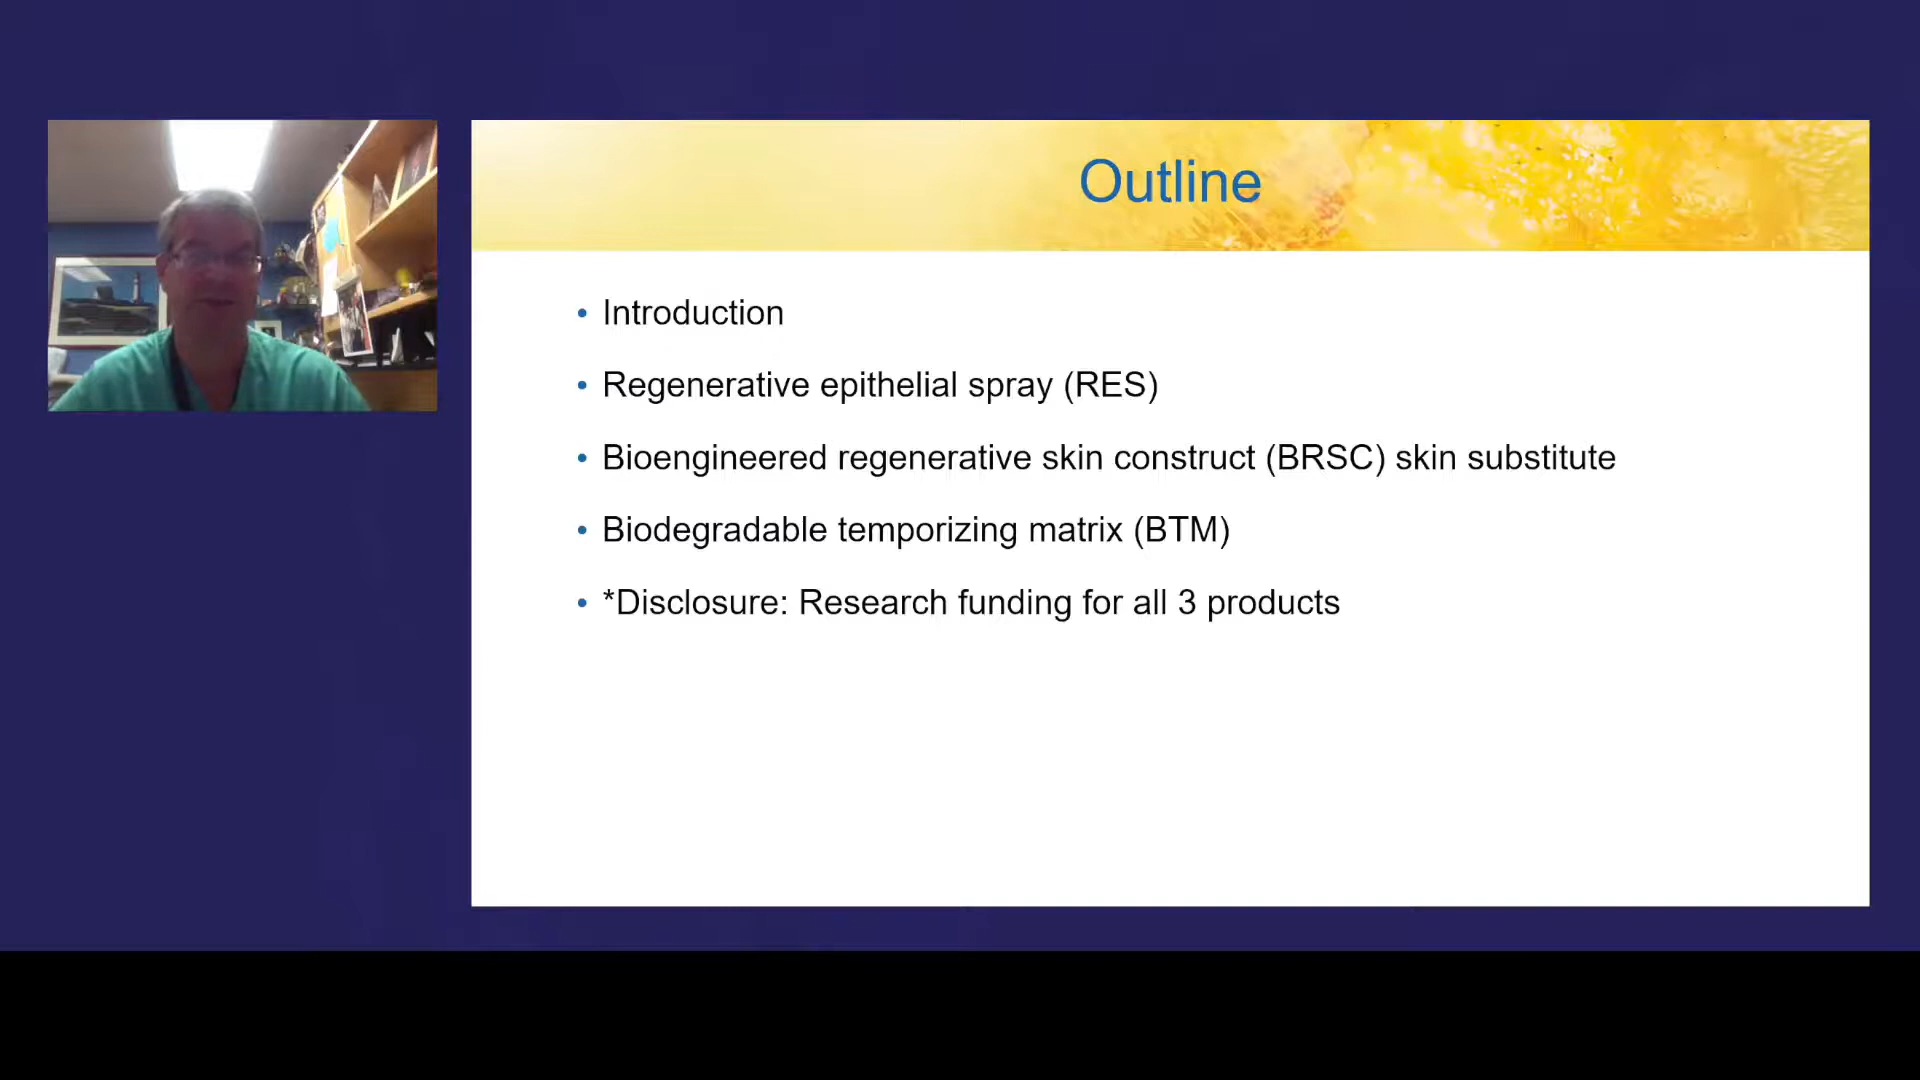 Outline
• Introduction
• Regenerative epithelial spray (RES)
• Bioengineered regenerative skin construct (BRSC) skin substitute
• Biodegradable temporizing matrix (BTM)
• *Disclosure: Research funding for all 3 products